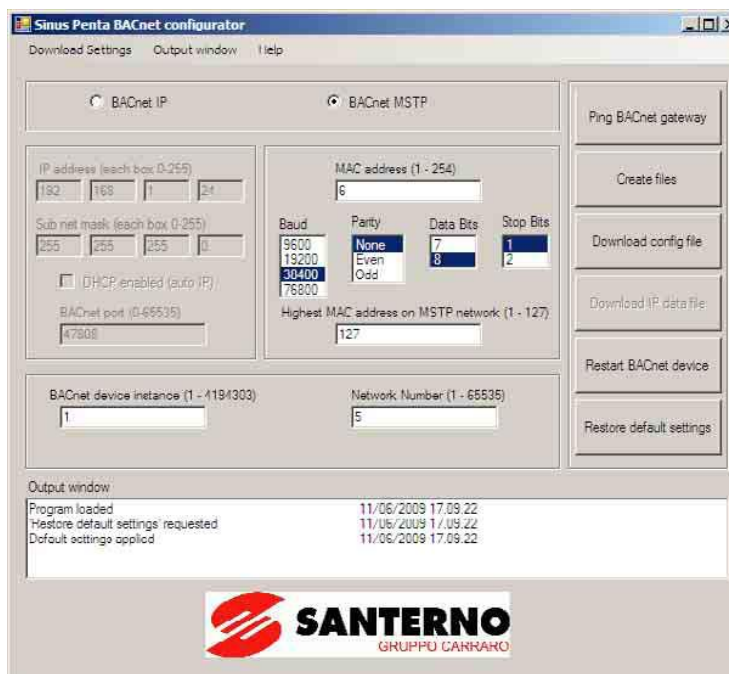 Sinus Penta BACnet configurator
Download Settings Output window Help
BACnet IP
BACnet MSTP
IP address (each box 0-255)
192 168 1 24
Sub net mask (each box 0-255)
255 255 255 0
DHCP enabled (auto IP)
BACnet port (0-65535)
47808
MAC address (1 - 254)
6
Baud Parity Data Bits Stop Bits
9600 None 7 1
19200 Even 8 2
38400 Odd
76800
Highest MAC address on MSTP network (1 - 127)
127
BACnet device instance (1 - 4194303)
1
Network Number (1 - 65535)
5
Ping BACnet gateway
Create files
Download config file
Download IP data file
Restart BACnet device
Restore default settings
Output window
Program loaded 11/06/2009 17.09.22
'Restore default settings' requested 11/06/2009 17.09.22
Default settings applied 11/06/2009 17.09.22
SANTERNO
GRUPPO CARRARO